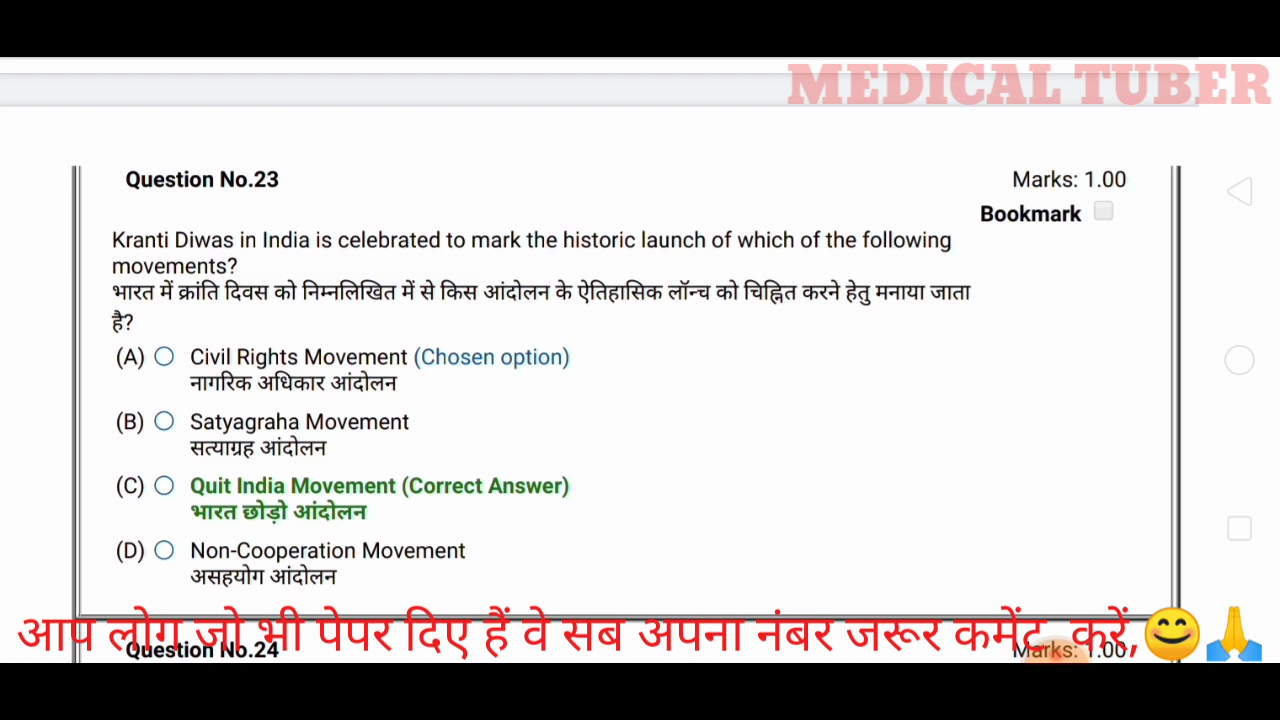 MEDICAL TUBER
Question No.23
Marks: 1.00
Bookmark
Kranti Diwas in India is celebrated to mark the historic launch of which of the following
movements?
भारत में क्रांति दिवस को निम्नलिखित में से किस आंदोलन के ऐतिहासिक लॉन्च को चिह्नित करने हेतु मनाया जाता
है?
(A) Civil Rights Movement (Chosen option)
नागरिक अधिकार आंदोलन
(B) Satyagraha Movement
सत्याग्रह आंदोलन
(C) Quit India Movement (Correct Answer)
भारत छोड़ो आंदोलन
(D) Non-Cooperation Movement
असहयोग आंदोलन
आप लोग जो भी पेपर दिए हैं वे सब अपना नंबर जरूर कमेंट करें,😊🙏
Question No.24
Marks: 1.00